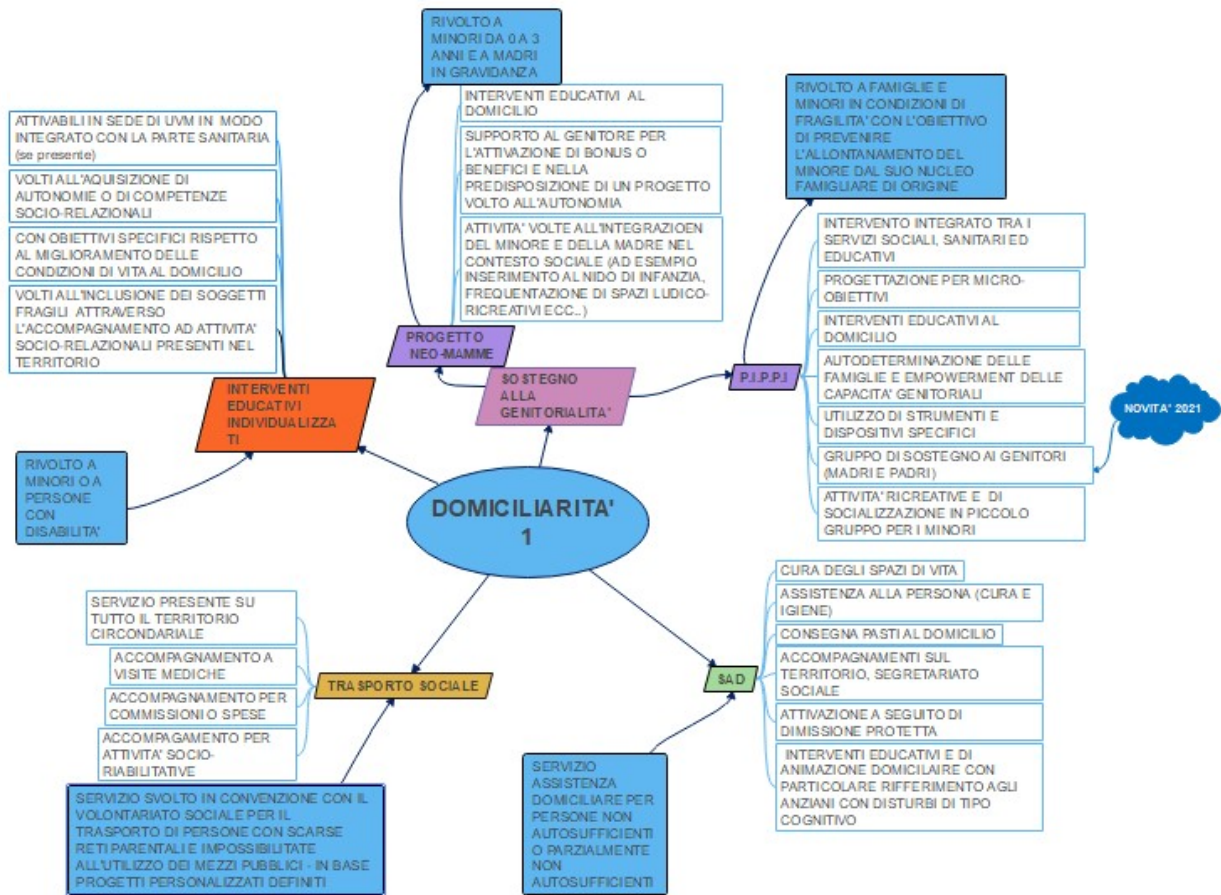 RIVOLTO A
MINORI DA 0 A 3
ANNI E A MADRI
IN GRAVIDANZA
INTERVENTI EDUCATIVI AL
DOMICILIO
SUPPORTO AL GENITORE PER
L'ATTIVAZIONE DI BONUS O
BENEFICI E NELLA
PREDISPOSIZIONE DI UN PROGETTO
VOLTO ALL'AUTONOMIA
ATTIVITA' VOLTE ALL'INTEGRAZIOEN
DEL MINORE E DELLA MADRE NEL
CONTESTO SOCIALE (AD ESEMPIO
INSERIMENTO AL NIDO DI INFANZIA,
FREQUENTAZIONE DI SPAZI LUDICO-
RICREATIVI ECC..)
PROGETTO
NEO-MAMME
SOSTEGNO
ALLA
GENITORIALITA'
ATTIVABILI IN SEDE DI UVM IN MODO
INTEGRATO CON LA PARTE SANITARIA
(se presente)
VOLTI ALL'AQUISIZIONE DI
AUTONOMIE O DI COMPETENZE
SOCIO-RELAZIONALI
CON OBIETTIVI SPECIFICI RISPETTO
AL MIGLIORAMENTO DELLE
CONDIZIONI DI VITA AL DOMICILIO
VOLTI ALL'INCLUSIONE DEI SOGGETTI
FRAGILI ATTRAVERSO
L'ACCOMPAGNAMENTO AD ATTIVITA'
SOCIO-RELAZIONALI PRESENTI NEL
TERRITORIO
INTERVENTI
EDUCATIVI
INDIVIDUALIZZA
TI
RIVOLTO A
MINORI O A
PERSONE
CON
DISABILITA'
RIVOLTO A FAMIGLIE E
MINORI IN CONDIZIONI DI
FRAGILITA' CON L'OBIETTIVO
DI PREVENIRE
L'ALLONTANAMENTO DEL
MINORE DAL SUO NUCLEO
FAMIGLIARE DI ORIGINE
INTERVENTO INTEGRATO TRA I
SERVIZI SOCIALI, SANITARI ED
EDUCATIVI
PROGETTAZIONE PER MICRO-
OBIETTIVI
INTERVENTI EDUCATIVI AL
DOMICILIO
P.I.P.P.I
AUTODETERMINAZIONE DELLE
FAMIGLIE E EMPOWERMENT DELLE
CAPACITA' GENITORIALI
UTILIZZO DI STRUMENTI E
DISPOSITIVI SPECIFICI
GRUPPO DI SOSTEGNO AI GENITORI
(MADRI E PADRI)
ATTIVITA' RICREATIVE E DI
SOCIALIZZAZIONE IN PICCOLO
GRUPPO PER I MINORI
NOVITA' 2021
DOMICILIARITA'
1
SERVIZIO PRESENTE SU
TUTTO IL TERRITORIO
CIRCONDARIALE
ACCOMPAGNAMENTO A
VISITE MEDICHE
ACCOMPAGNAMENTO PER
COMMISSIONI O SPESE
ACCOMPAGAMENTO PER
ATTIVITA' SOCIO-
RIABILITATIVE
TRASPORTO SOCIALE
SERVIZIO SVOLTO IN CONVENZIONE CON IL
VOLONTARIATO SOCIALE PER IL
TRASPORTO DI PERSONE CON SCARSE
RETI PARENTALI E IMPOSSIBILITATE
ALL'UTILIZZO DEI MEZZI PUBBLICI - IN BASE
PROGETTI PERSONALIZZATI DEFINITI
CURA DEGLI SPAZI DI VITA
ASSISTENZA ALLA PERSONA (CURA E
IGIENE)
CONSEGNA PASTI AL DOMICILIO
ACCOMPAGNAMENTI SUL
TERRITORIO, SEGRETARIATO
SOCIALE
SAD
ATTIVAZIONE A SEGUITO DI
DIMISSIONE PROTETTA
INTERVENTI EDUCATIVI E DI
ANIMAZIONE DOMICILAIRE CON
PARTICOLARE RIFFERIMENTO AGLI
ANZIANI CON DISTURBI DI TIPO
COGNITIVO
SERVIZIO
ASSISTENZA
DOMICILIARE PER
PERSONE NON
AUTOSUFFICIENTI
O PARZIALMENTE
NON
AUTOSUFFICIENTI